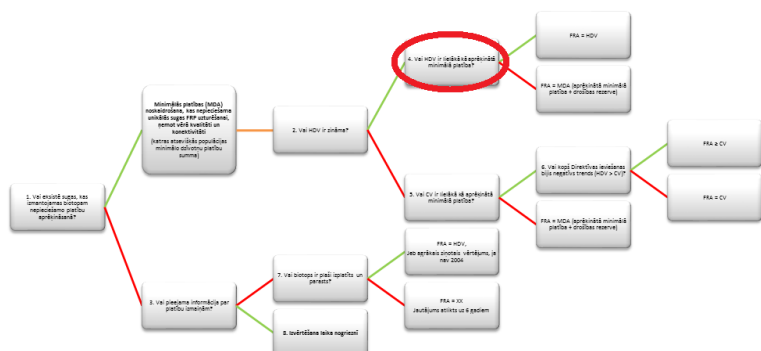 1. Vai eksistē sugas, kas
izmantojamas biotopam
nepieciešamo platību
aprēķināšanā?
Minimālās platības (MDA)
noskaidrošana, kas nepieciešama
unikālās sugas FRP uzturēšanai,
ņemot vērā kvalitāti un
konektivitāti
(katras atsevišķās populācijas
minimālo dzīvotņu platību
summa)
2. Vai HDV ir zināma?
4. Vai HDV ir lielāka kā aprēķinātā
minimālā platība?
FRA = HDV
FRA = MDA (aprēķinātā minimālā
platība + drošības rezerve)
5. Vai CV ir lielāka kā aprēķinātā
minimālā platība?
6. Vai kopš Direktīvas ieviešanas
bijis negatīvs trends (HDV > CV)?
FRA ≥ CV
FRA = CV
FRA = MDA (aprēķinātā minimālā
platība + drošības rezerve)
3. Vai pieejama informācija par
platību izmaiņām?
7. Vai biotops ir plaši izplatīts un
parasts?
FRA = HDV,
Jeb agrākais ziņotais vērtējums, ja
nav 2004
FRA = XX
Jautājums atlikts uz 6 gadiem
8. Izvērtēšana laika nogrieznī